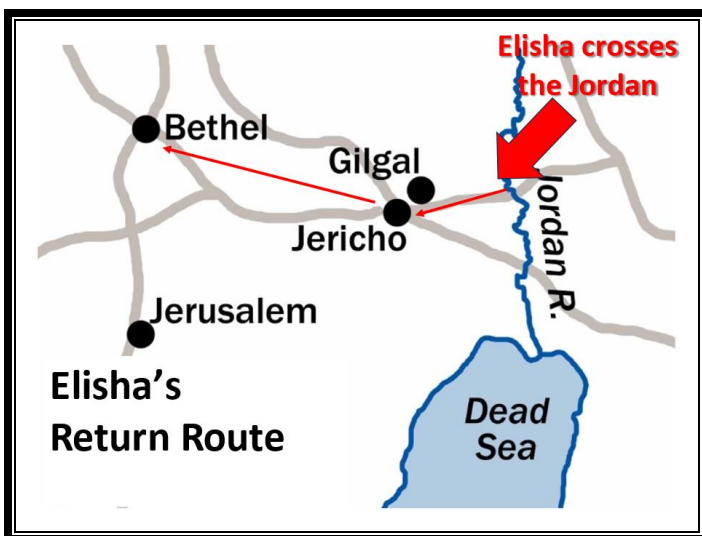 Elisha crosses
the Jordan
Bethel
Gilgal
Jericho
Jordan R.
Jerusalem
Elisha’s
Return Route
Dead
Sea